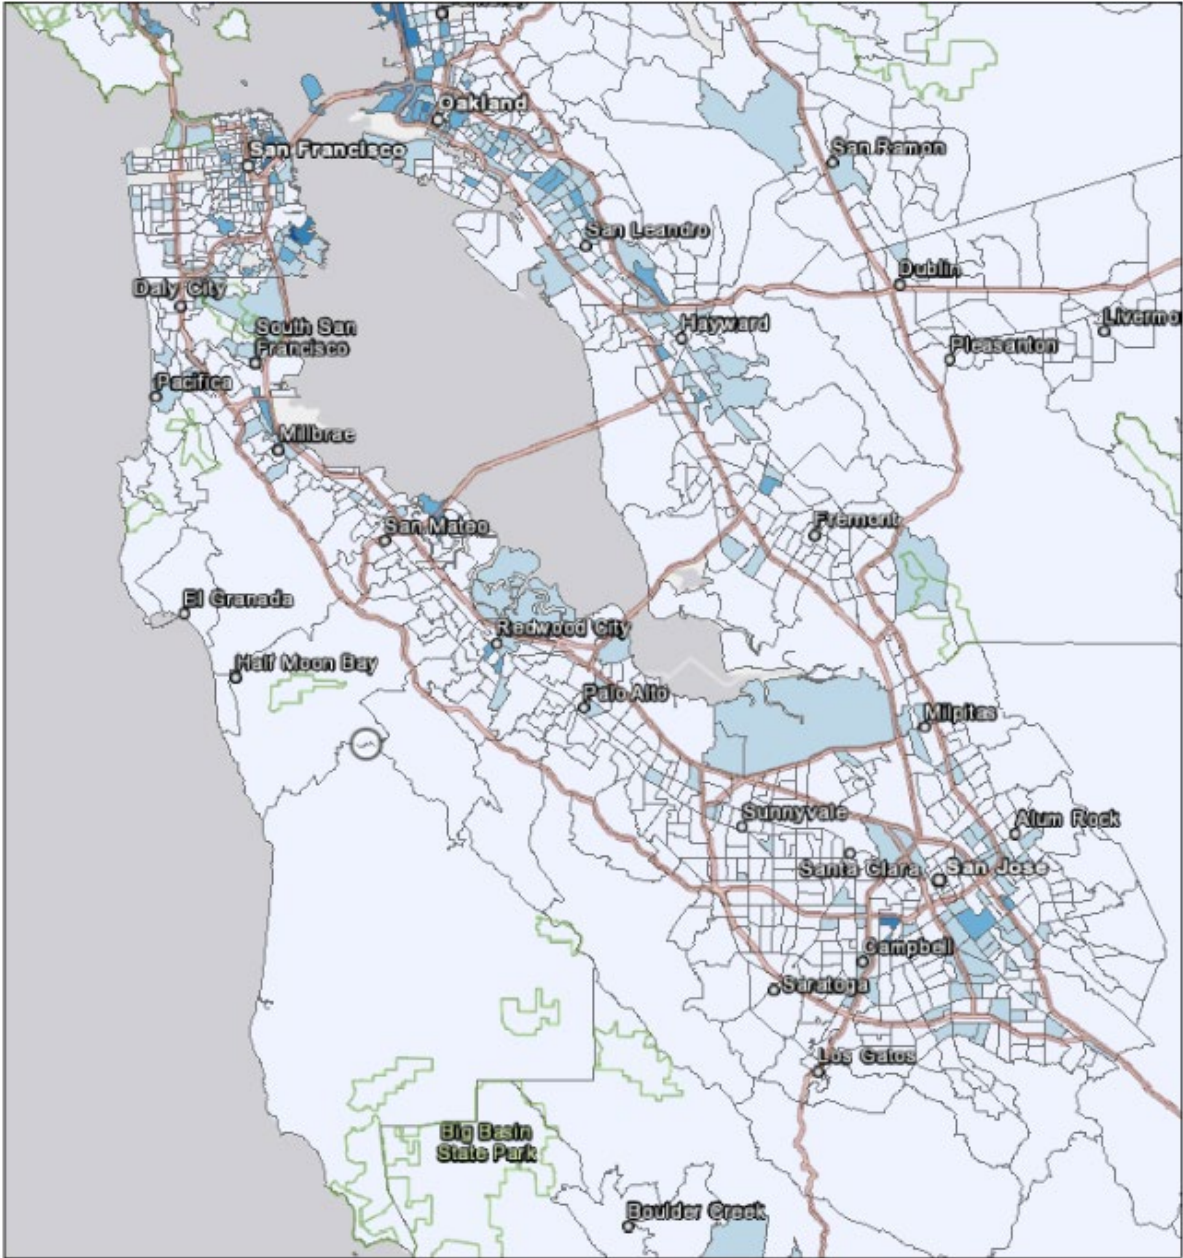 Oakland
San Francisco
San Ramon
San Leandro
Dublin
Daly City
South San
Francisco
Hayward
Livermo
Pleasanton
Pacifica
Millbrae
San Mateo
Fremont
El Granada
Redwood City
Half Moon Bay
Palo Alto
Milpitas
Sunnyvale
Alum Rock
Santa Clara
San Jose
Campbell
Saratoga
Los Gatos
Big Basin
State Park
Boulder Creek